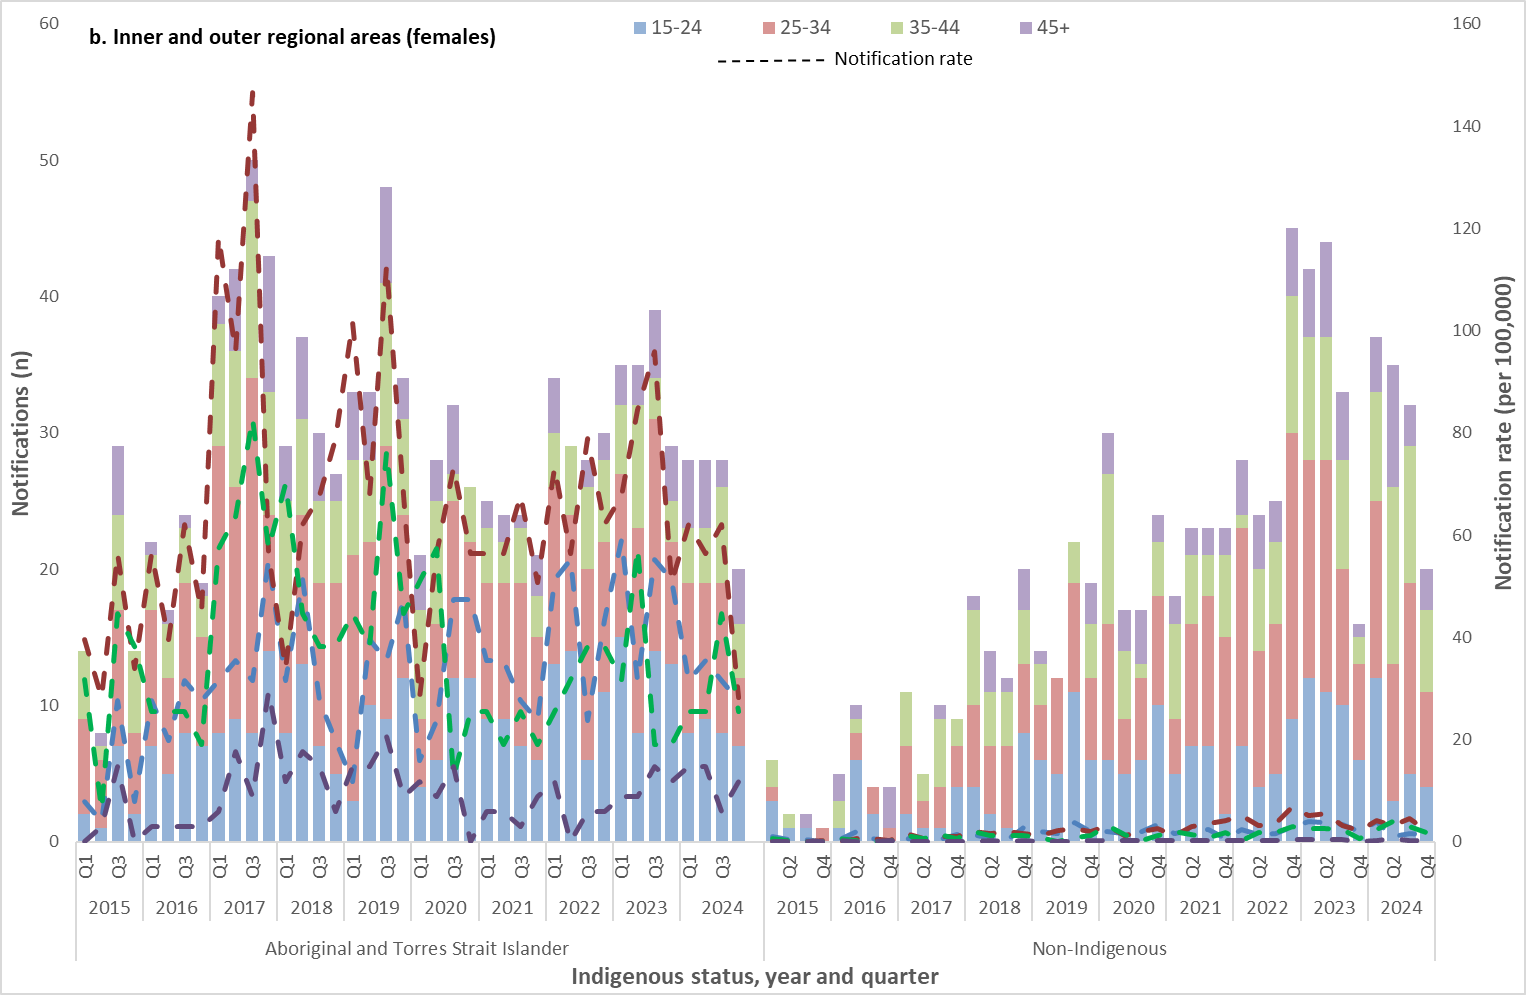 60
50
40
30
20
10
0
Notifications (n)
b. Inner and outer regional areas (females)
15-24 25-34 35-44 45+
Notification rate
160
140
120
100
80
60
40
20
0
Notification rate (per 100,000)
Q1 Q3 Q1 Q3 Q1 Q3 Q1 Q3 Q1 Q3 Q1 Q3 Q1 Q3 Q1 Q3 Q1 Q3 Q1 Q3 Q2 Q4 Q2 Q4 Q2 Q4 Q2 Q4 Q2 Q4 Q2 Q4 Q2 Q4 Q2 Q4 Q2 Q4 Q2 Q4
2015 2016 2017 2018 2019 2020 2021 2022 2023 2024 2015 2016 2017 2018 2019 2020 2021 2022 2023 2024
Aboriginal and Torres Strait Islander Non-Indigenous
Indigenous status, year and quarter